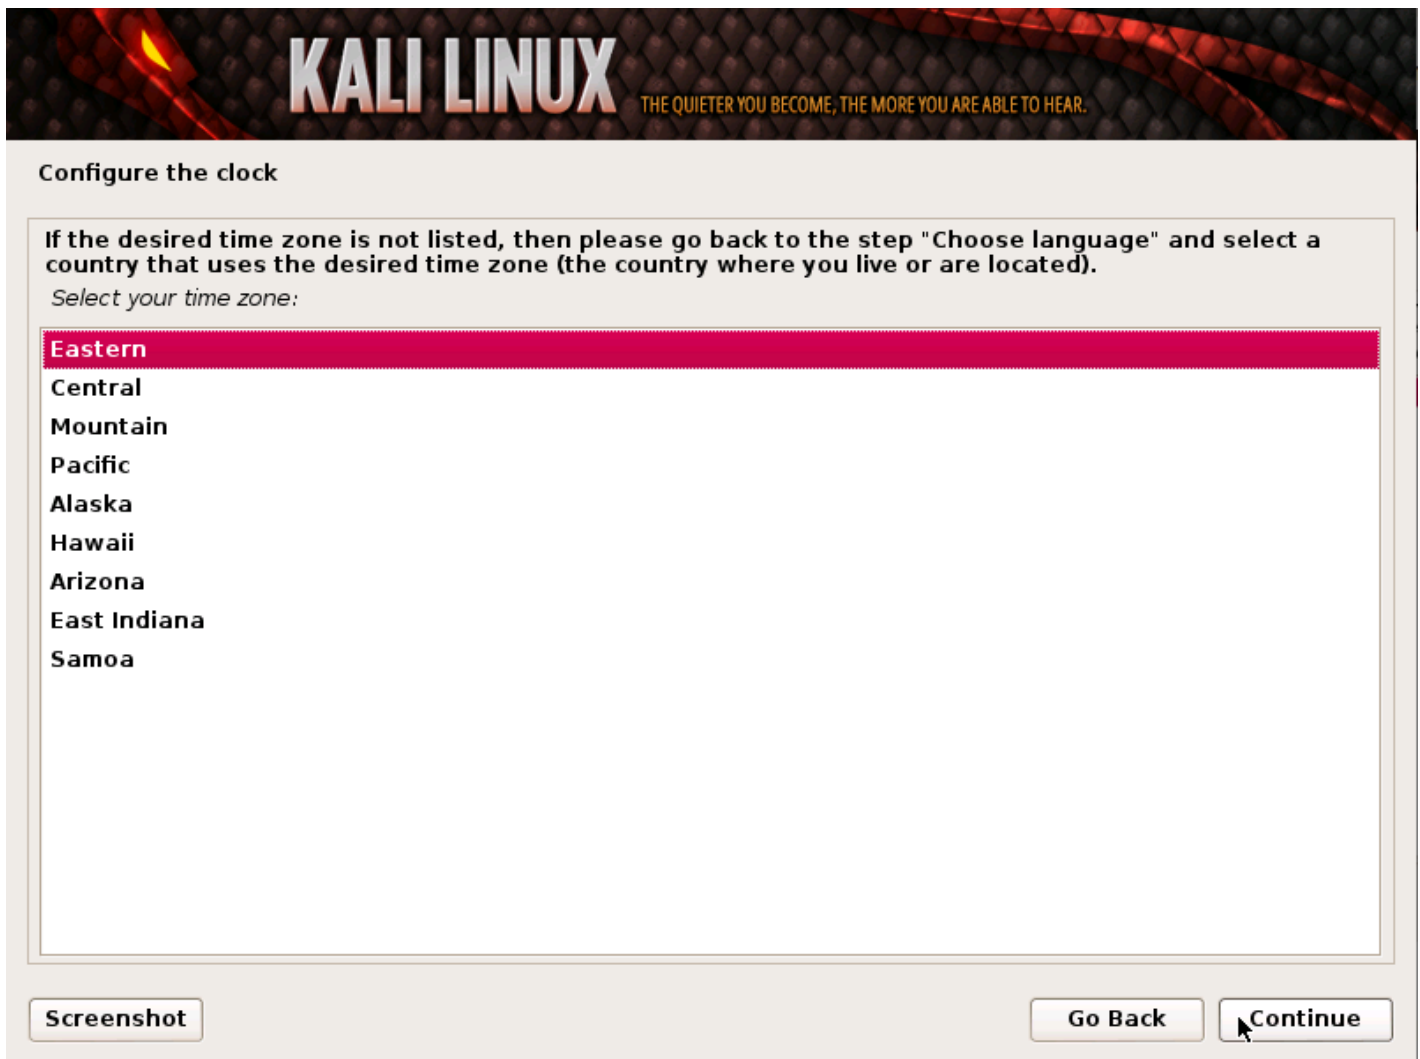 KALI LINUX
THE QUIETER YOU BECOME, THE MORE YOU ARE ABLE TO HEAR.
Configure the clock
If the desired time zone is not listed, then please go back to the step "Choose language" and select a
country that uses the desired time zone (the country where you live or are located).
Select your time zone:
Eastern
Central
Mountain
Pacific
Alaska
Hawaii
Arizona
East Indiana
Samoa
Screenshot
Go Back
Continue